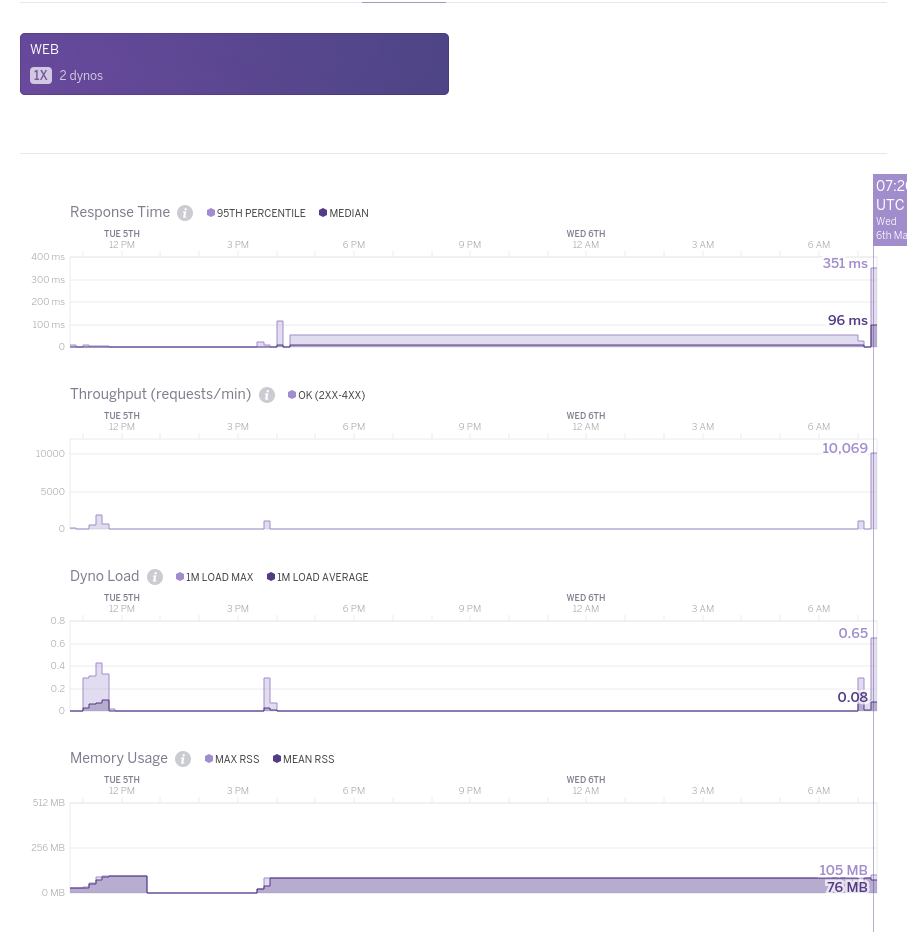 WEB
1X 2 dynos
07:20
UTC
Wed
6th Ma
Response Time i 95TH PERCENTILE MEDIAN
TUE 5TH WED 6TH
12 PM 3 PM 6 PM 9 PM 12 AM 3 AM 6 AM
400 ms
351 ms
300 ms
200 ms
100 ms
96 ms
0
Throughput (requests/min) i OK (2XX-4XX)
TUE 5TH WED 6TH
12 PM 3 PM 6 PM 9 PM 12 AM 3 AM 6 AM
10,069
10000
5000
0
Dyno Load i 1M LOAD MAX 1M LOAD AVERAGE
TUE 5TH WED 6TH
12 PM 3 PM 6 PM 9 PM 12 AM 3 AM 6 AM
0.8
0.65
0.6
0.4
0.2
0.08
0
Memory Usage i MAX RSS MEAN RSS
TUE 5TH WED 6TH
12 PM 3 PM 6 PM 9 PM 12 AM 3 AM 6 AM
512 MB
256 MB
105 MB
76 MB
0 MB